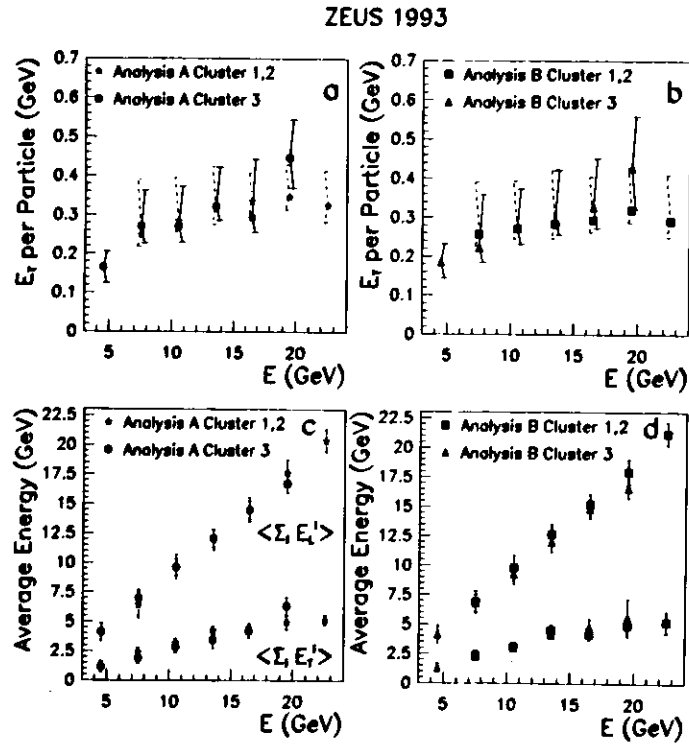 ZEUS 1993
E_T per Particle (GeV)
0.7
0.6
0.5
0.4
0.3
0.2
0.1
0
Analysis A Cluster 1,2
Analysis A Cluster 3
a
5 10 15 20
E (GeV)
E_T per Particle (GeV)
0.7
0.6
0.5
0.4
0.3
0.2
0.1
0
Analysis B Cluster 1,2
Analysis B Cluster 3
b
5 10 15 20
E (GeV)
Average Energy (GeV)
22.5
20
17.5
15
12.5
10
7.5
5
2.5
0
Analysis A Cluster 1,2
Analysis A Cluster 3
c
<Σ_i E_L^i>
<Σ_i E_T^i>
5 10 15 20
E (GeV)
Average Energy (GeV)
22.5
20
17.5
15
12.5
10
7.5
5
2.5
0
Analysis B Cluster 1,2
Analysis B Cluster 3
d
5 10 15 20
E (GeV)